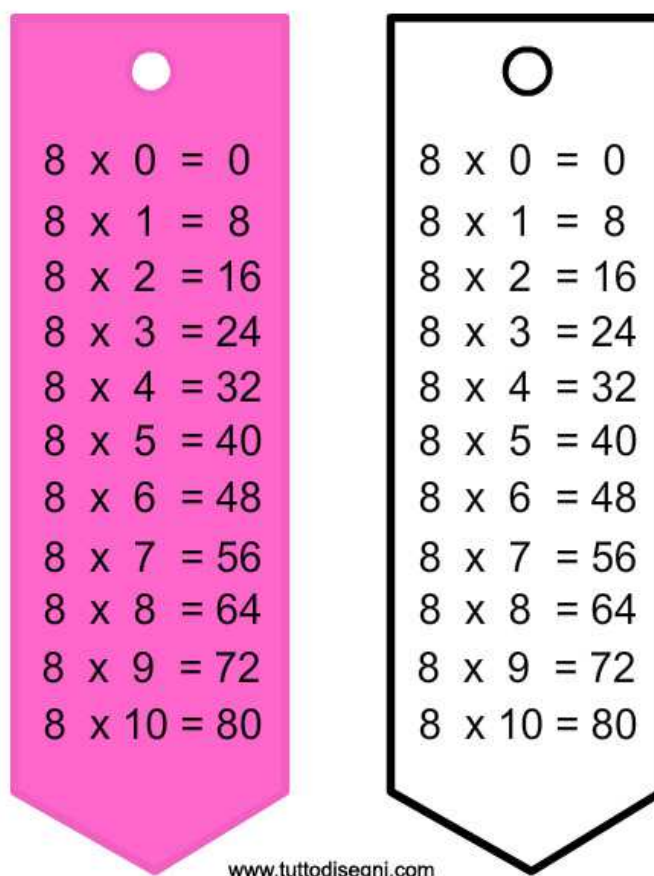 8 x 0 = 0
8 x 1 = 8
8 x 2 = 16
8 x 3 = 24
8 x 4 = 32
8 x 5 = 40
8 x 6 = 48
8 x 7 = 56
8 x 8 = 64
8 x 9 = 72
8 x 10 = 80
8 x 0 = 0
8 x 1 = 8
8 x 2 = 16
8 x 3 = 24
8 x 4 = 32
8 x 5 = 40
8 x 6 = 48
8 x 7 = 56
8 x 8 = 64
8 x 9 = 72
8 x 10 = 80
www.tuttodisegni.com